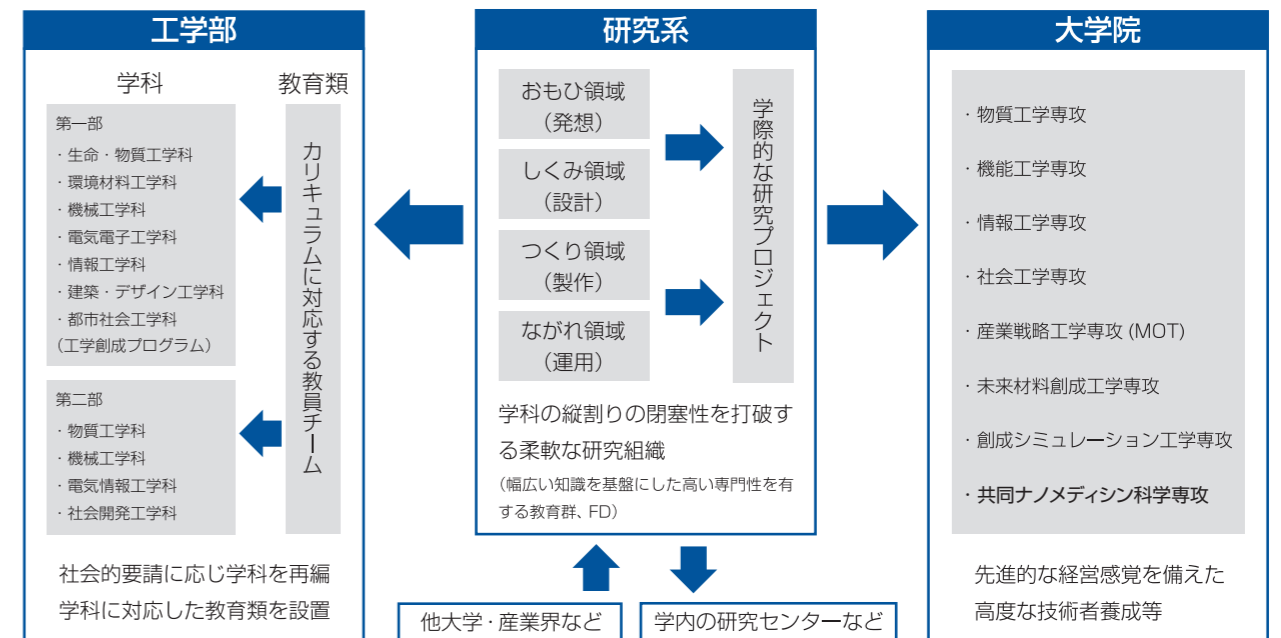 工学部
学科
教育類
第一部
・生命・物質工学科
・環境材料工学科
・機械工学科
・電気電子工学科
・情報工学科
・建築・デザイン工学科
・都市社会工学科
(工学創成プログラム)
第二部
・物質工学科
・機械工学科
・電気情報工学科
・社会開発工学科
カリキュラムに対応する教員チーム
社会的要請に応じ学科を再編
学科に対応した教育類を設置
研究系
おもひ領域
(発想)
しくみ領域
(設計)
つくり領域
(製作)
ながれ領域
(運用)
学際的な研究プロジェクト
学科の縦割りの閉塞性を打破す
る柔軟な研究組織
(幅広い知識を基盤にした高い専門性を有
する教育群、FD)
他大学・産業界など
学内の研究センターなど
大学院
・物質工学専攻
・機能工学専攻
・情報工学専攻
・社会工学専攻
・産業戦略工学専攻 (MOT)
・未来材料創成工学専攻
・創成シミュレーション工学専攻
・共同ナノメディシン科学専攻
先進的な経営感覚を備えた
高度な技術者養成等